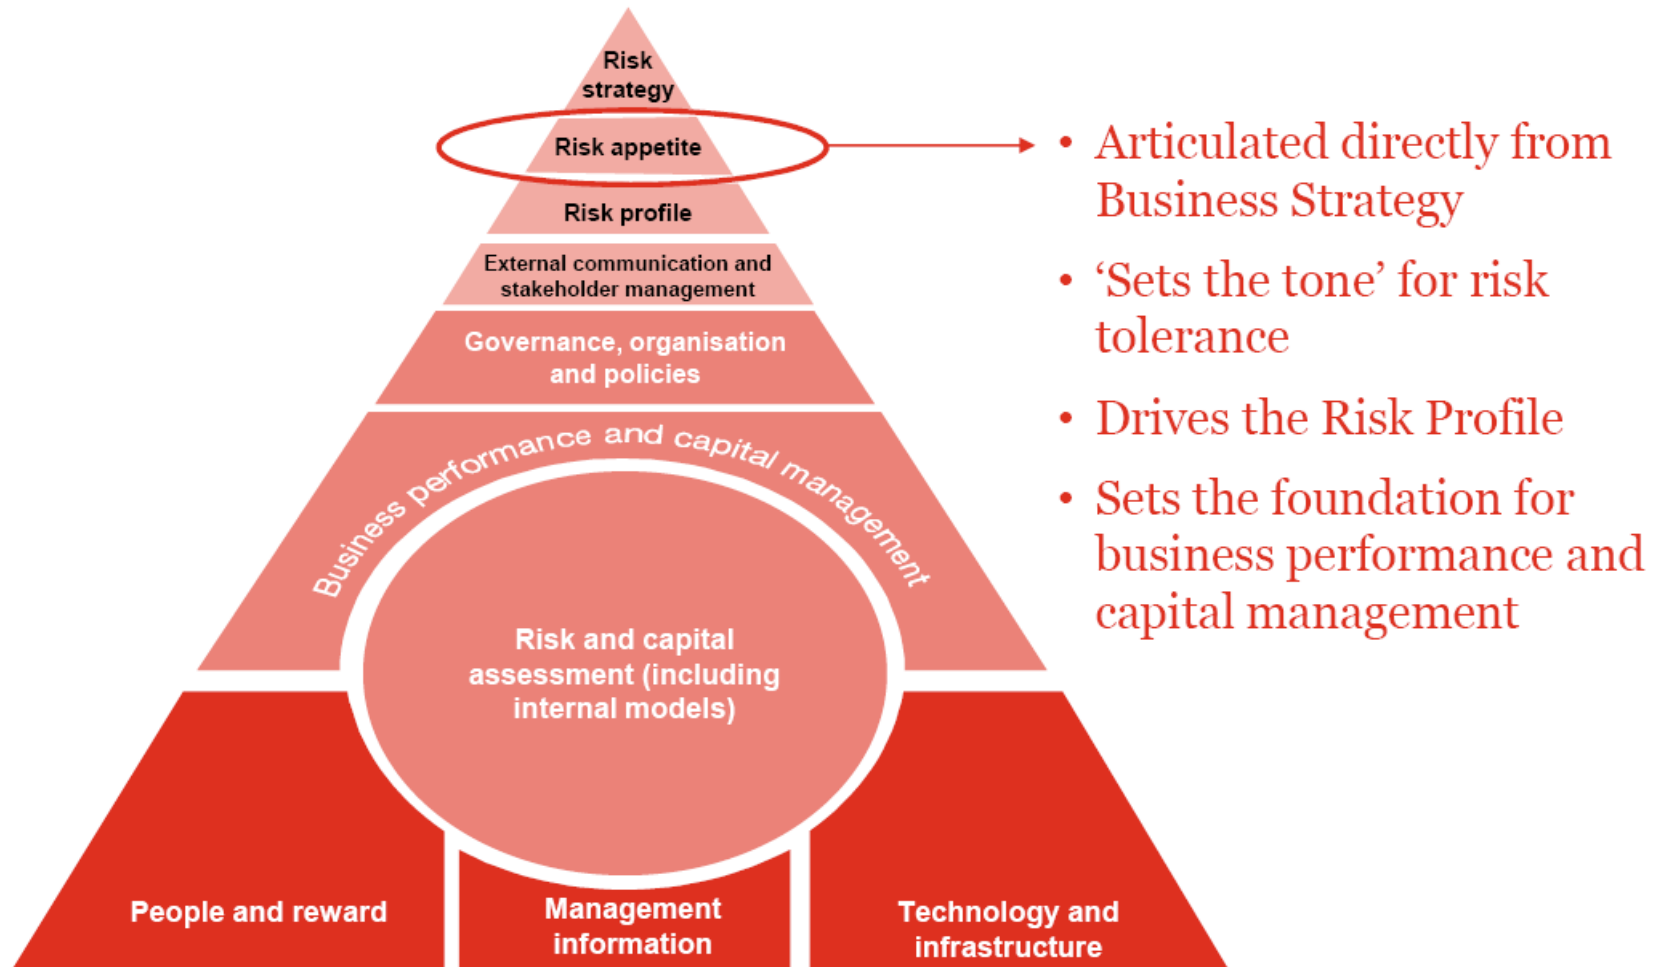 Risk
strategy
Risk appetite
Risk profile
External communication and
stakeholder management
Governance, organisation
and policies
Business performance and capital management
Risk and capital
assessment (including
internal models)
People and reward
Management
information
Technology and
infrastructure
• Articulated directly from
Business Strategy
• ‘Sets the tone’ for risk
tolerance
• Drives the Risk Profile
• Sets the foundation for
business performance and
capital management